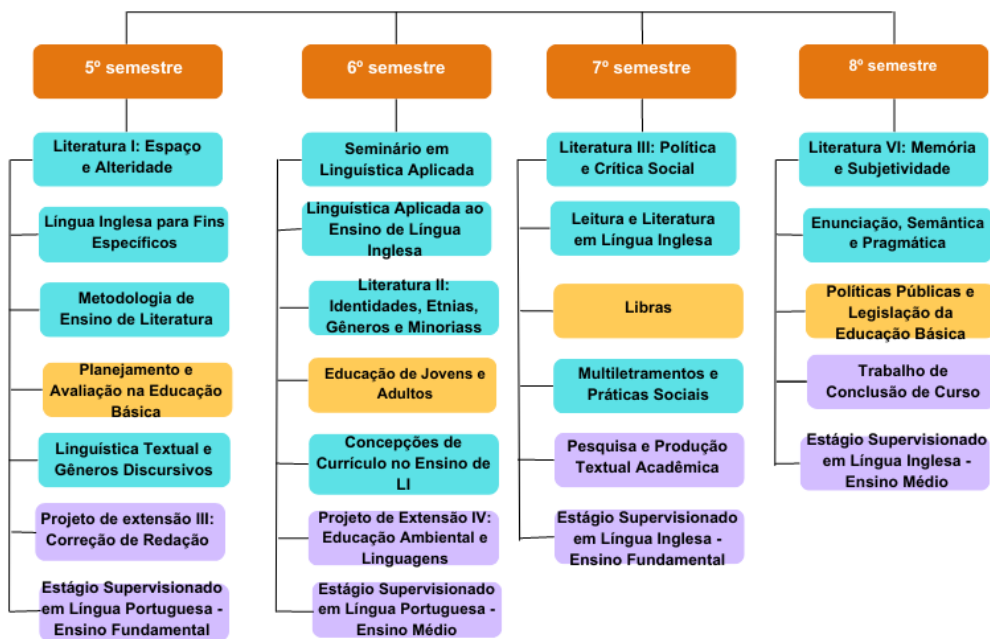 5º semestre
Literatura I: Espaço
e Alteridade
Língua Inglesa para Fins
Específicos
Metodologia de
Ensino de Literatura
Planejamento e
Avaliação na Educação
Básica
Linguística Textual e
Gêneros Discursivos
Projeto de extensão III:
Correção de Redação
Estágio Supervisionado
em Língua Portuguesa -
Ensino Fundamental
6º semestre
Seminário em
Linguística Aplicada
Linguística Aplicada ao
Ensino de Língua
Inglesa
Literatura II:
Identidades, Etnias,
Gêneros e Minoriass
Educação de Jovens e
Adultos
Concepções de
Currículo no Ensino de
LI
Projeto de Extensão IV:
Educação Ambiental e
Linguagens
Estágio Supervisionado
em Língua Portuguesa -
Ensino Médio
7º semestre
Literatura III: Política
e Crítica Social
Leitura e Literatura
em Língua Inglesa
Libras
Multiletramentos e
Práticas Sociais
Pesquisa e Produção
Textual Acadêmica
Estágio Supervisionado
em Língua Inglesa -
Ensino Fundamental
8º semestre
Literatura VI: Memória
e Subjetividade
Enunciação, Semântica
e Pragmática
Políticas Públicas e
Legislação da
Educação Básica
Trabalho de
Conclusão de Curso
Estágio Supervisionado
em Língua Inglesa -
Ensino Médio